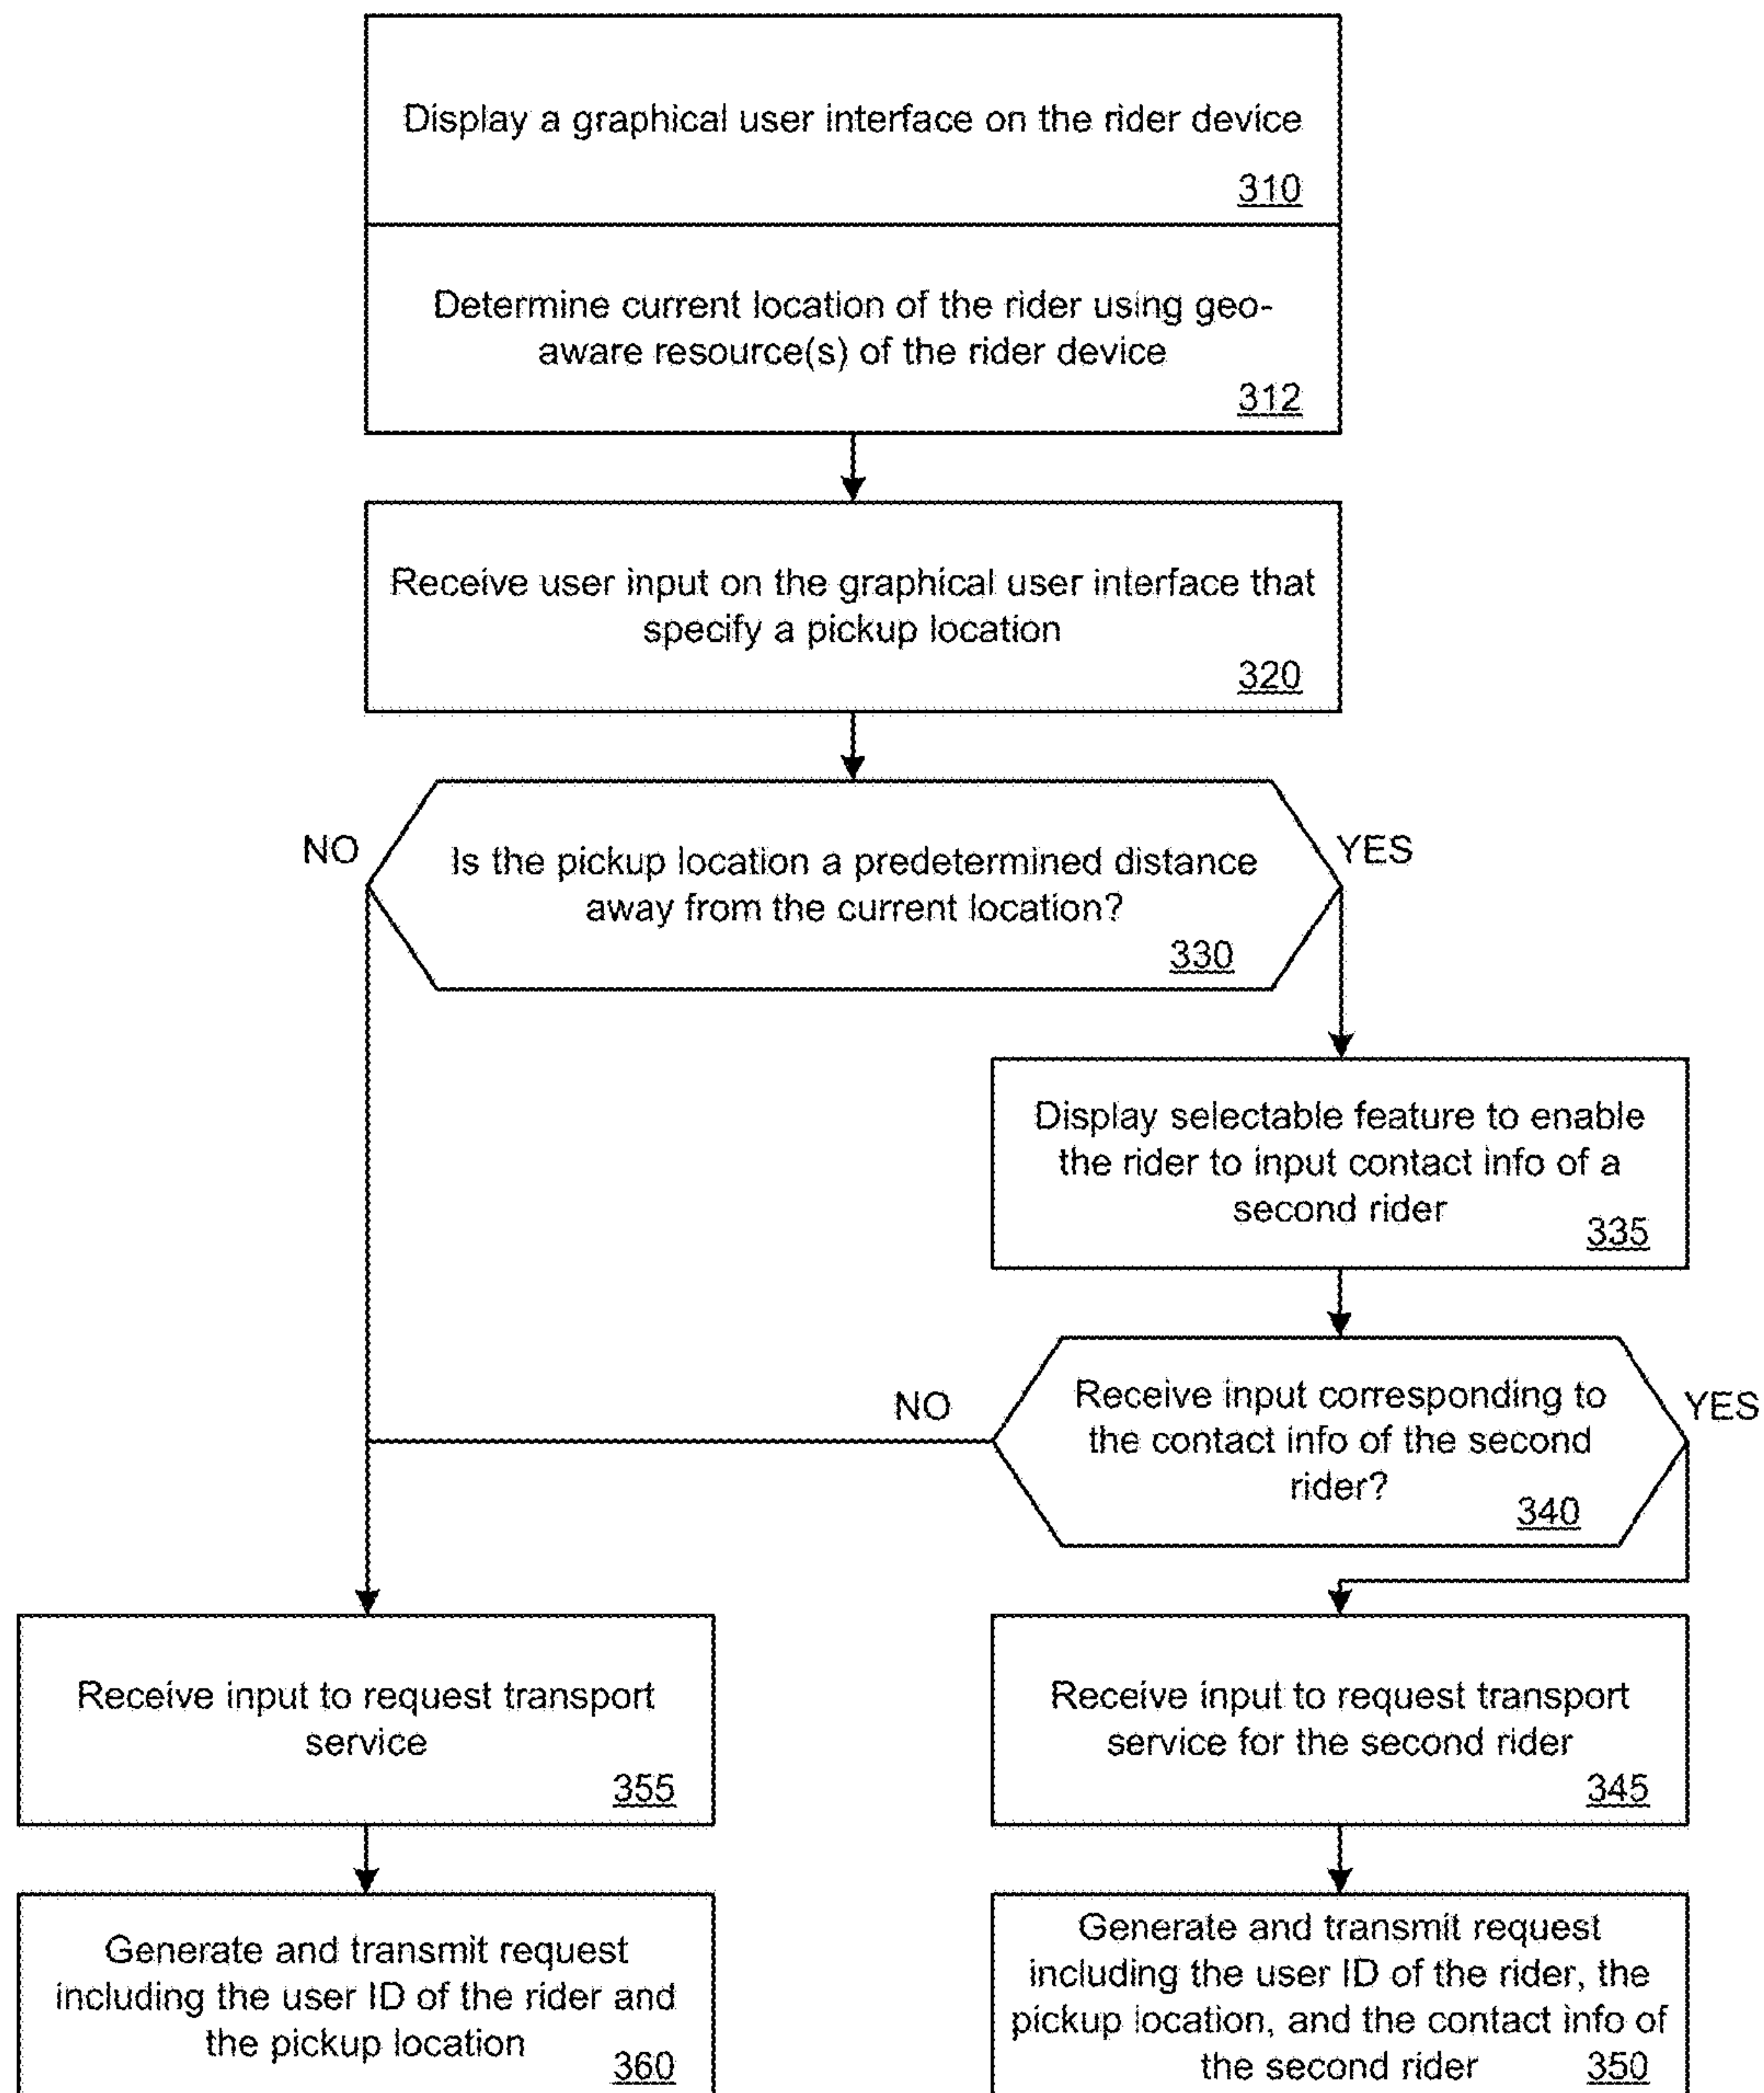 Display a graphical user interface on the rider device
310
Determine current location of the rider using geo-
aware resource(s) of the rider device
312
Receive user input on the graphical user interface that
specify a pickup location
320
NO
YES
Is the pickup location a predetermined distance
away from the current location?
330
Display selectable feature to enable
the rider to input contact info of a
second rider
335
NO
YES
Receive input corresponding to
the contact info of the second
rider?
340
Receive input to request transport
service
355
Receive input to request transport
service for the second rider
345
Generate and transmit request
including the user ID of the rider and
the pickup location
360
Generate and transmit request
including the user ID of the rider, the
pickup location, and the contact info of
the second rider
350